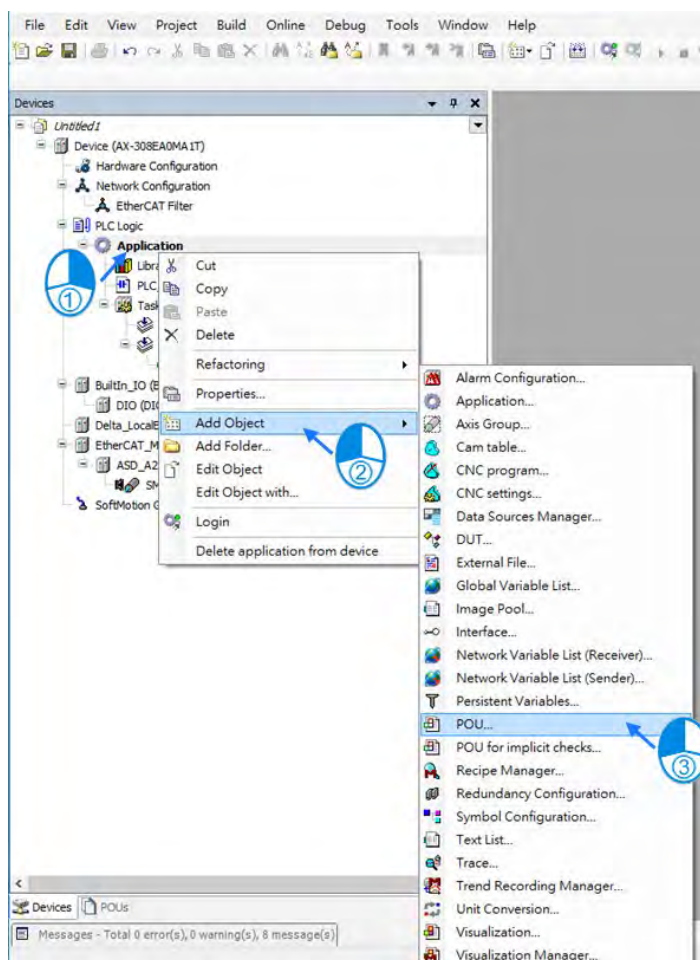 File Edit View Project Build Online Debug Tools Window Help
Devices
Untitled1
Device (AX-308EA0MA1T)
Hardware Configuration
Network Configuration
EtherCAT Filter
PLC Logic
Application
Libra
PLC_
Task
BuiltIn_IO (B
DIO (DIO
Delta_LocalE
EtherCAT_M
ASD_A2
SM
SoftMotion G
1
Cut
Copy
Paste
Delete
Refactoring
Properties...
Add Object
Add Folder...
Edit Object
Edit Object with...
Login
Delete application from device
2
Alarm Configuration...
Application...
Axis Group...
Cam table...
CNC program...
CNC settings...
Data Sources Manager...
DUT...
External File...
Global Variable List...
Image Pool...
Interface...
Network Variable List (Receiver)...
Network Variable List (Sender)...
Persistent Variables...
POU...
POU for implicit checks...
Recipe Manager...
Redundancy Configuration...
Symbol Configuration...
Text List...
Trace...
Trend Recording Manager...
Unit Conversion...
Visualization...
Visualization Manager...
3
Devices POUs
Messages - Total 0 error(s), 0 warning(s), 8 message(s)